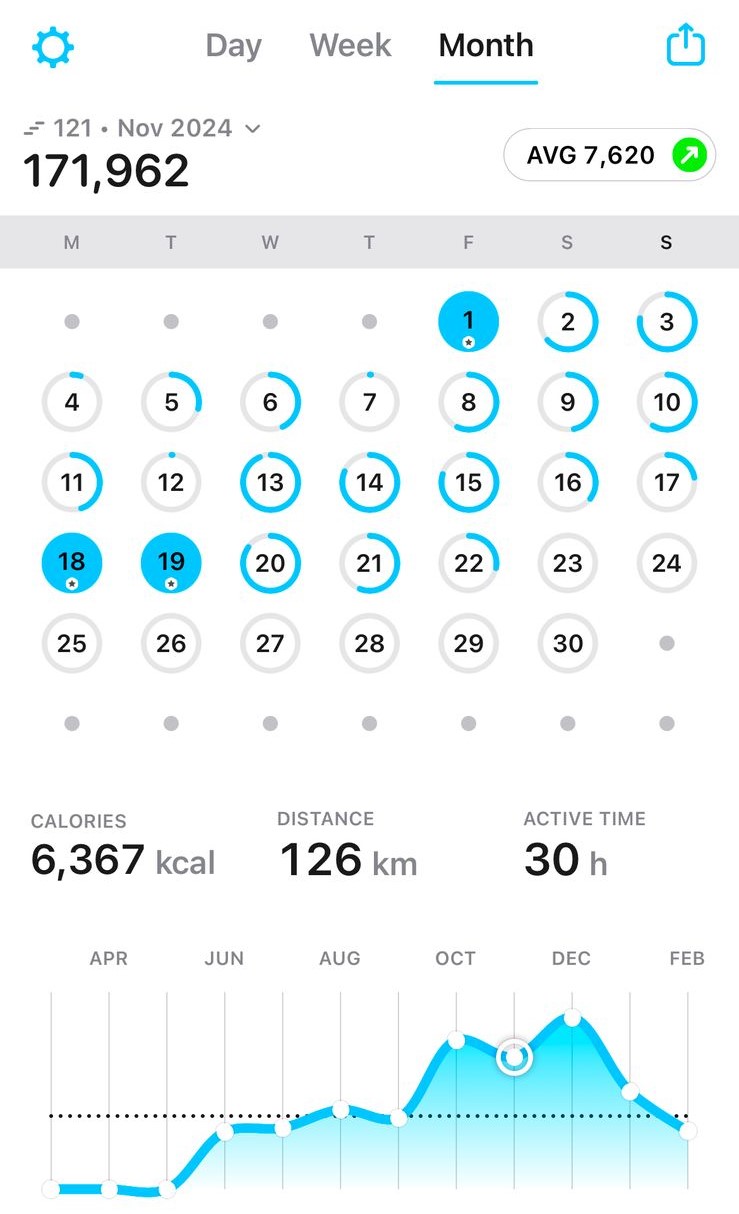 Day Week Month
121 • Nov 2024
171,962
AVG 7,620
M T W T F S S
1 2 3
4 5 6 7 8 9 10
11 12 13 14 15 16 17
18 19 20 21 22 23 24
25 26 27 28 29 30
CALORIES DISTANCE ACTIVE TIME
6,367 kcal 126 km 30 h
APR JUN AUG OCT DEC FEB